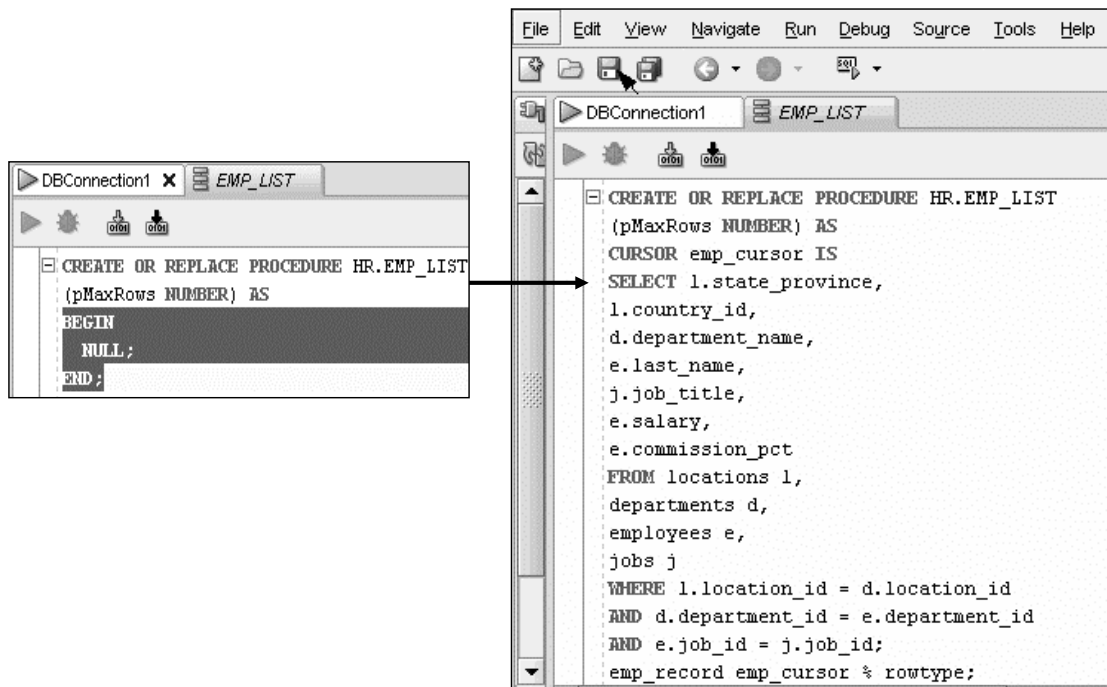 DBConnection1 X EMP_LIST
CREATE OR REPLACE PROCEDURE HR.EMP_LIST
(pMaxRows NUMBER) AS
BEGIN
NULL;
END;
File Edit View Navigate Run Debug Source Tools Help
SQL
DBConnection1 EMP_LIST
CREATE OR REPLACE PROCEDURE HR.EMP_LIST
(pMaxRows NUMBER) AS
CURSOR emp_cursor IS
SELECT l.state_province,
l.country_id,
d.department_name,
e.last_name,
j.job_title,
e.salary,
e.commission_pct
FROM locations l,
departments d,
employees e,
jobs j
WHERE l.location_id = d.location_id
AND d.department_id = e.department_id
AND e.job_id = j.job_id;
emp_record emp_cursor % rowtype;